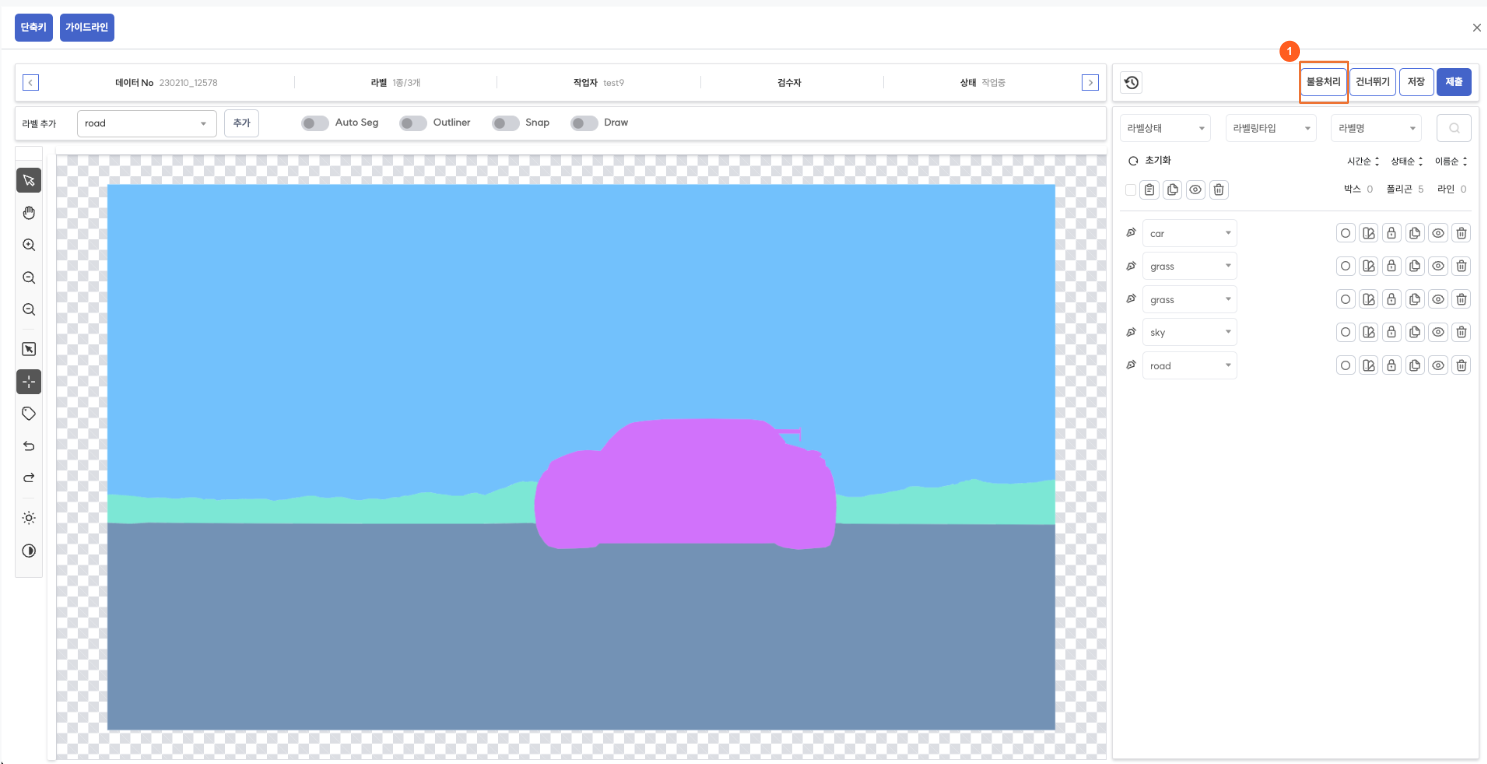 단축키 가이드라인
1
데이터 No 230210_12578 라벨 1종/3개 작업자 test9 검수자 상태 작업중
불용처리 건너뛰기 저장 제출
라벨 추가 road 추가 Auto Seg Outliner Snap Draw
라벨상태 라벨링타입 라벨명
초기화 시간순 상태순 이름순
박스 0 폴리곤 5 라인 0
car
grass
grass
sky
road